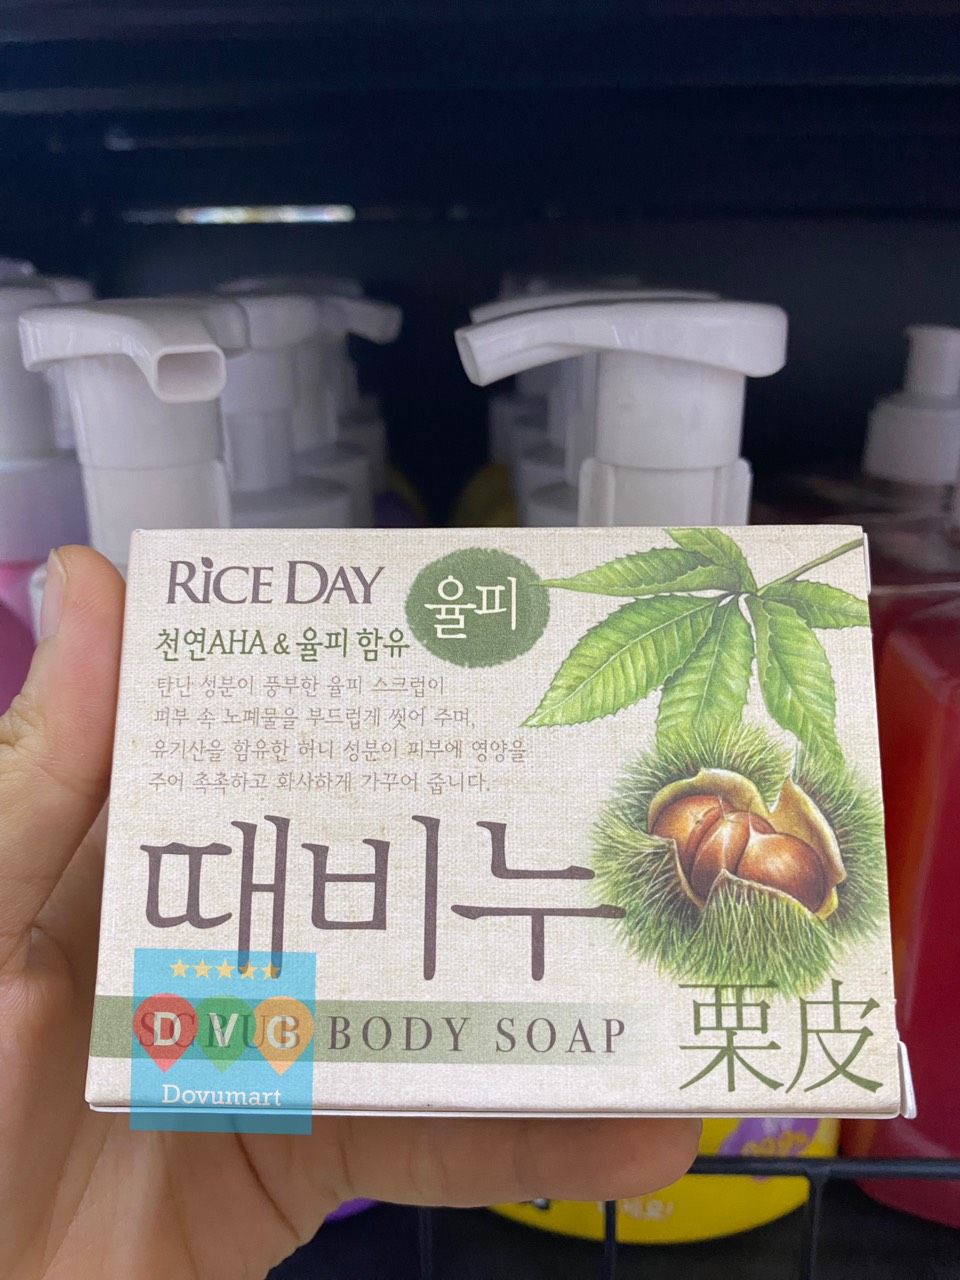 RiCE DAY
율피
천연AHA & 율피 함유
탄닌 성분이 풍부한 율피 스크럽이
피부 속 노폐물을 부드럽게 씻어 주며,
유기산을 함유한 허니 성분이 피부에 영양을
주어 촉촉하고 화사하게 가꾸어 줍니다.
때비누
SCRUB BODY SOAP
栗皮
D V G
Dovumart